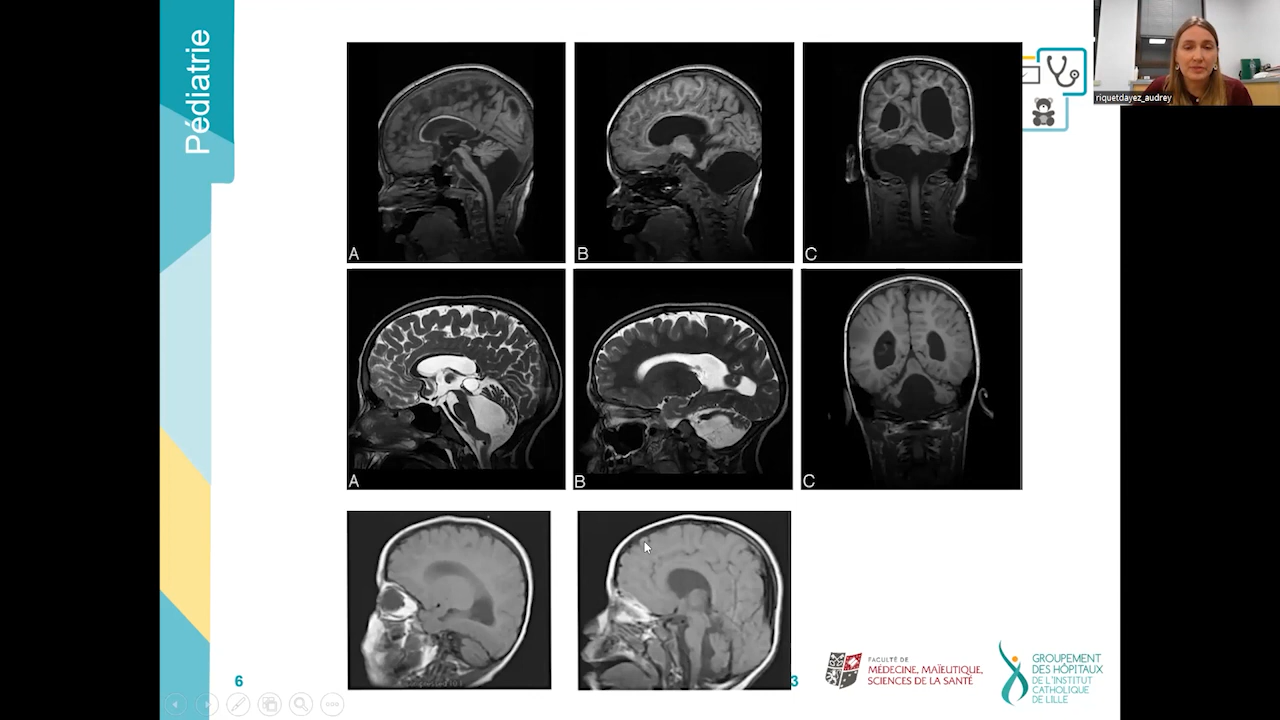 Pédiatrie
riquetdayez_audrey
A
B
C
A
B
C
6
3
FACULTÉ DE
MÉDECINE, MAÏEUTIQUE,
SCIENCES DE LA SANTÉ
GROUPEMENT
DES HÔPITAUX
DE L'INSTITUT
CATHOLIQUE
DE LILLE